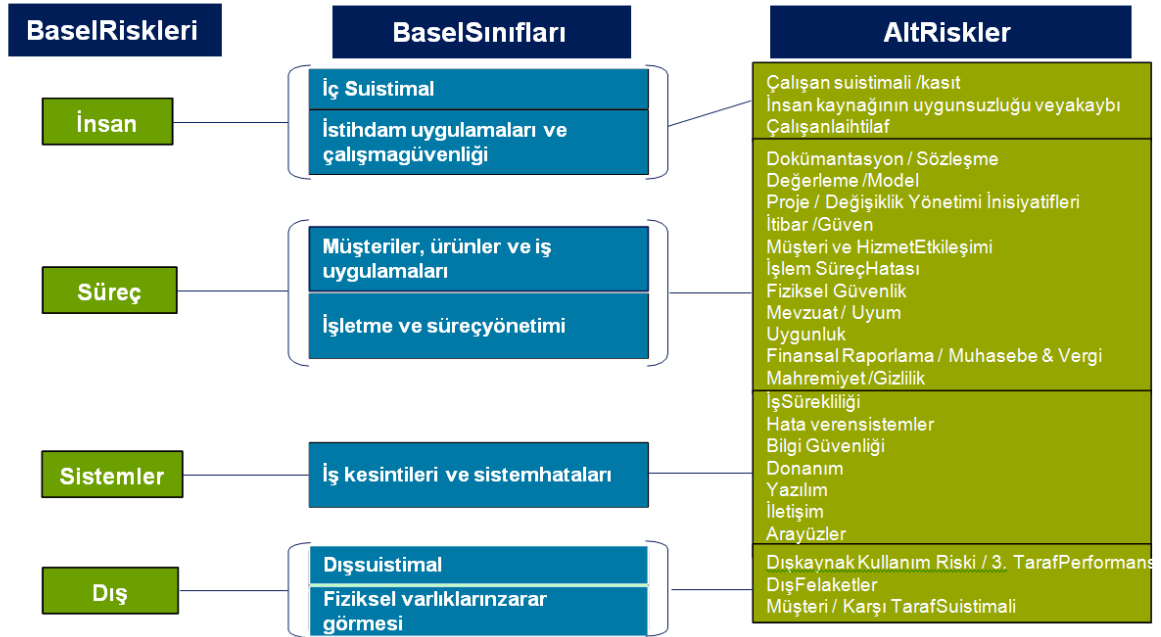 BaselRiskleri
BaselSınıfları
AltRiskler
İnsan
İç Suistimal
İstihdam uygulamaları ve
çalışmagüvenliği
Çalışan suistimali /kasıt
İnsan kaynağının uygunsuzluğu veyakaybı
Çalışanlaihtilaf
Süreç
Müşteriler, ürünler ve iş
uygulamaları
İşletme ve süreçyönetimi
Dokümantasyon / Sözleşme
Değerleme /Model
Proje / Değişiklik Yönetimi İnisiyatifleri
İtibar /Güven
Müşteri ve HizmetEtkileşimi
İşlem SüreçHatası
Fiziksel Güvenlik
Mevzuat / Uyum
Uygunluk
Finansal Raporlama / Muhasebe & Vergi
Mahremiyet /Gizlilik
Sistemler
İş kesintileri ve sistemhataları
İşSürekliliği
Hata verensistemler
Bilgi Güvenliği
Donanım
Yazılım
İletişim
Arayüzler
Dış
Dışsuistimal
Fiziksel varlıklarınzarar
görmesi
Dışkaynak Kullanım Riski / 3. TarafPerformans
DışFelaketler
Müşteri / Karşı TarafSuistimali